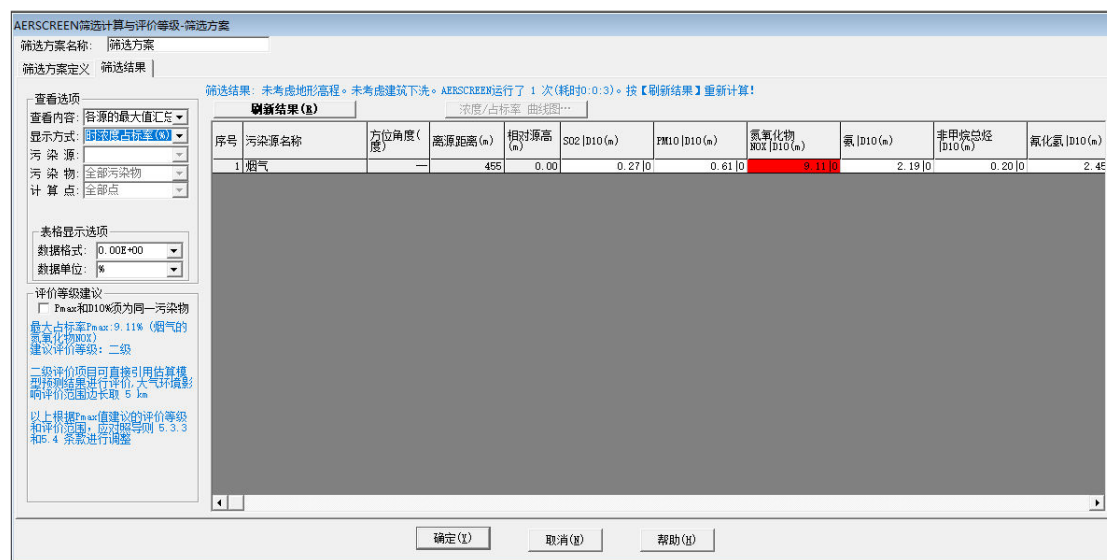 AERSCREEN筛选计算与评价等级-筛选方案
筛选方案名称: 筛选方案
筛选方案定义 筛选结果
筛选结果: 未考虑地形高程。未考虑建筑下洗。AERSCREEN运行了 1 次(耗时0:0:3)。按【刷新结果】重新计算!
查看选项
查看内容: 各源的最大值汇总
显示方式: 时浓度占标率(%)
污 染 源:
污 染 物: 全部污染物
计 算 点: 全部点
表格显示选项
数据格式: 0.00E+00
数据单位: %
评价等级建议
Pmax和D10%须为同一污染物
最大占标率Pmax:9.11% (烟气的
氮氧化物NOX)
建议评价等级: 二级
二级评价项目可直接引用估算模
型预测结果进行评价,大气环境影
响评价范围边长取 5 km
以上根据Pmax值建议的评价等级
和评价范围, 应对照导则 5.3.3
和5.4 条款进行调整
刷新结果(R) 浓度/占标率 曲线图…
序号 污染源名称 方位角度(度) 离源距离(m) 相对源高(m) SO2|D10(m) PM10|D10(m) 氮氧化物NOX|D10(m) 氨|D10(m) 非甲烷总烃|D10(m) 氟化氢|D10(m)
1 烟气 — 455 0.00 0.27|0 0.61|0 9.11|0 2.19|0 0.20|0 2.45
确定(Y) 取消(N) 帮助(H)